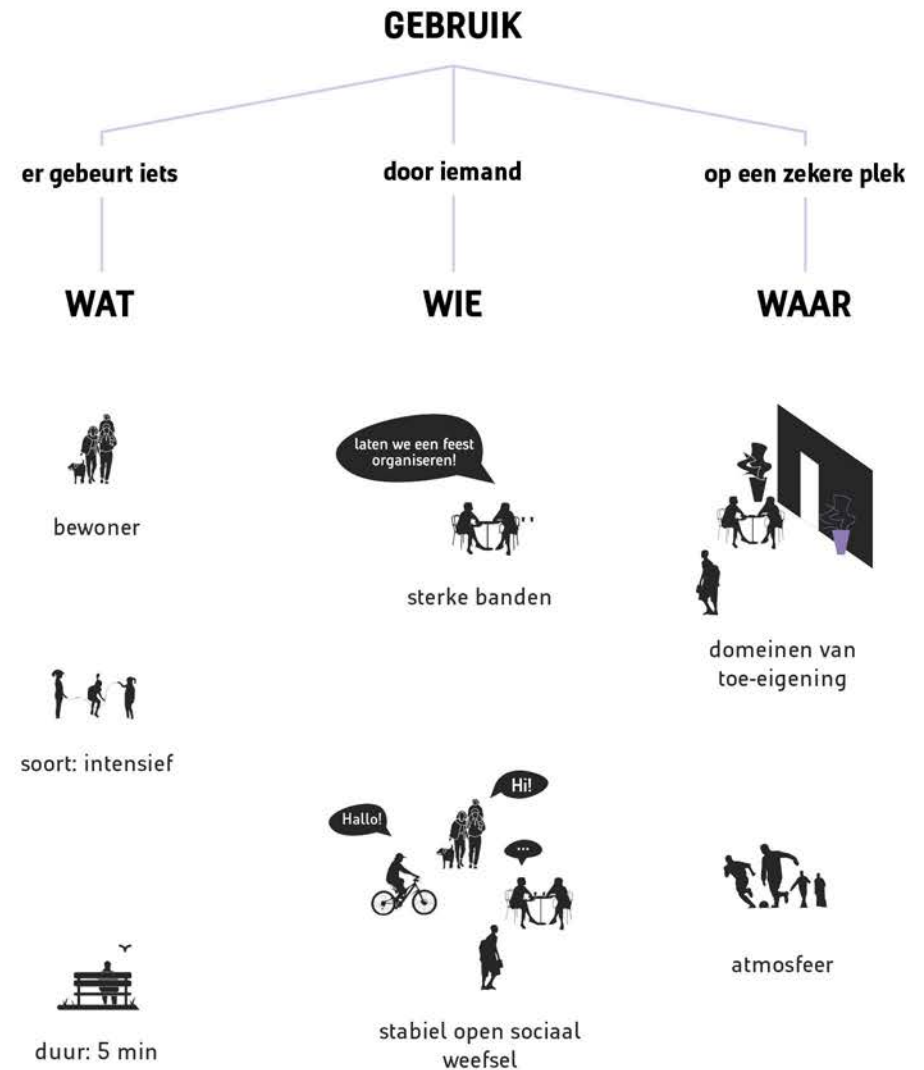 GEBRUIK
er gebeurt iets
door iemand
op een zekere plek
WAT
WIE
WAAR
bewoner
laten we een feest
organiseren!
sterke banden
domeinen van
toe-eigening
soort: intensief
Hallo!
Hi!
...
stabiel open sociaal
weefsel
atmosfeer
duur: 5 min